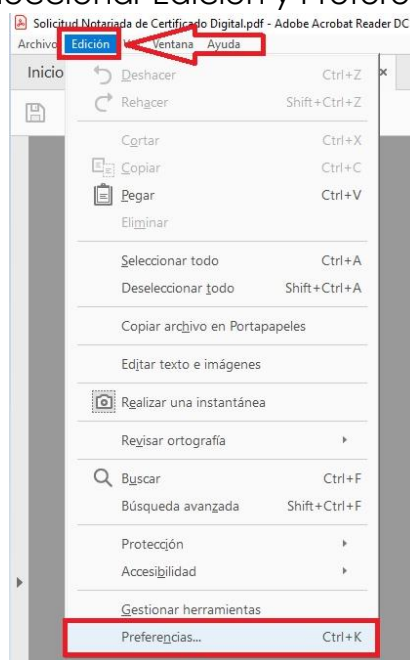 Seleccionar Edición y Preferencias
Solicitud Notariada de Certificado Digital.pdf - Adobe Acrobat Reader DC
Archivo Edición Ventana Ayuda
Inicio
Deshacer Ctrl+Z
Rehacer Shift+Ctrl+Z
Cortar Ctrl+X
Copiar Ctrl+C
Pegar Ctrl+V
Eliminar
Seleccionar todo Ctrl+A
Deseleccionar todo Shift+Ctrl+A
Copiar archivo en Portapapeles
Editar texto e imágenes
Realizar una instantánea
Revisar ortografía
Buscar Ctrl+F
Búsqueda avanzada Shift+Ctrl+F
Protección
Accesibilidad
Gestionar herramientas
Preferencias... Ctrl+K